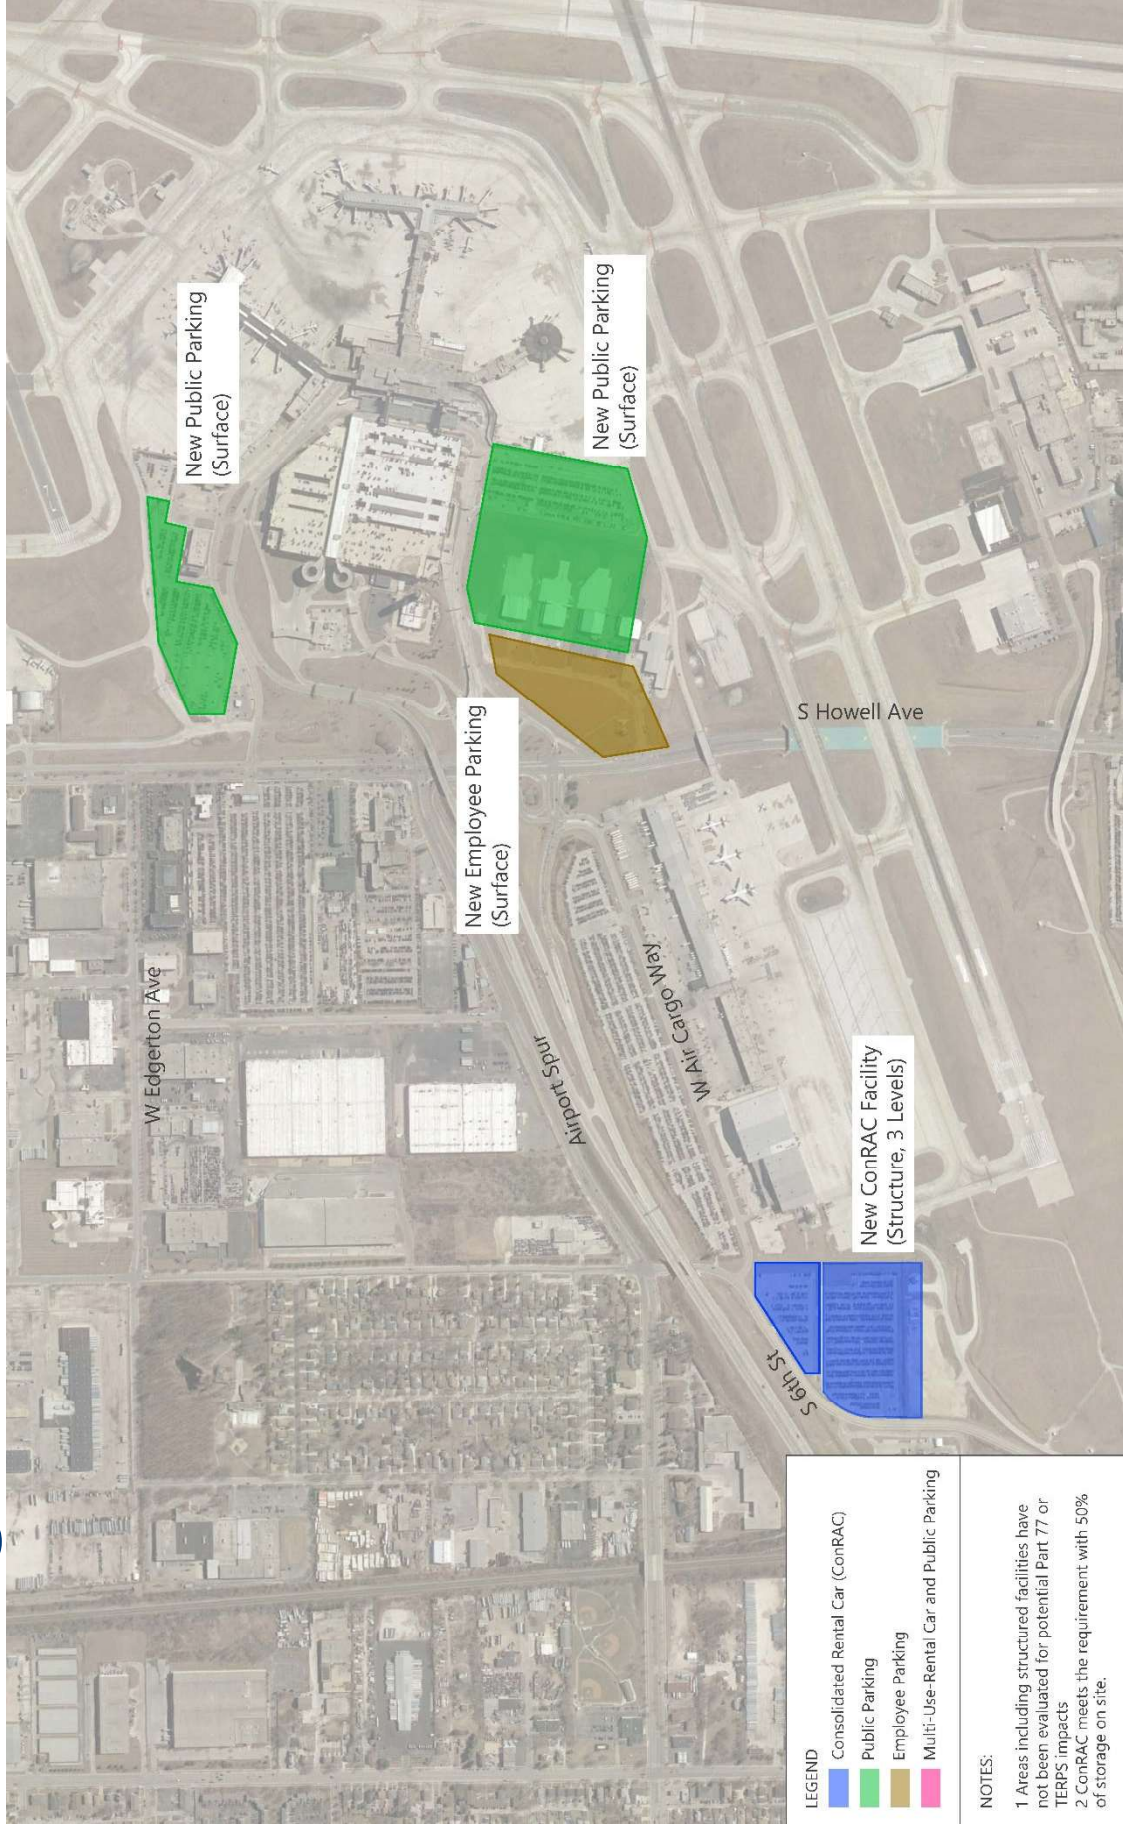 New Public Parking
(Surface)
New Public Parking
(Surface)
New Employee Parking
(Surface)
S Howell Ave
W Edgerton Ave
Airport Spur
W Air Cargo Way
S 6th St
New ConRAC Facility
(Structure, 3 Levels)
LEGEND
Consolidated Rental Car (ConRAC)
Public Parking
Employee Parking
Multi-Use-Rental Car and Public Parking
NOTES:
1 Areas including structured facilities have
not been evaluated for potential Part 77 or
TERPS impacts
2 ConRAC meets the requirement with 50%
of storage on site.